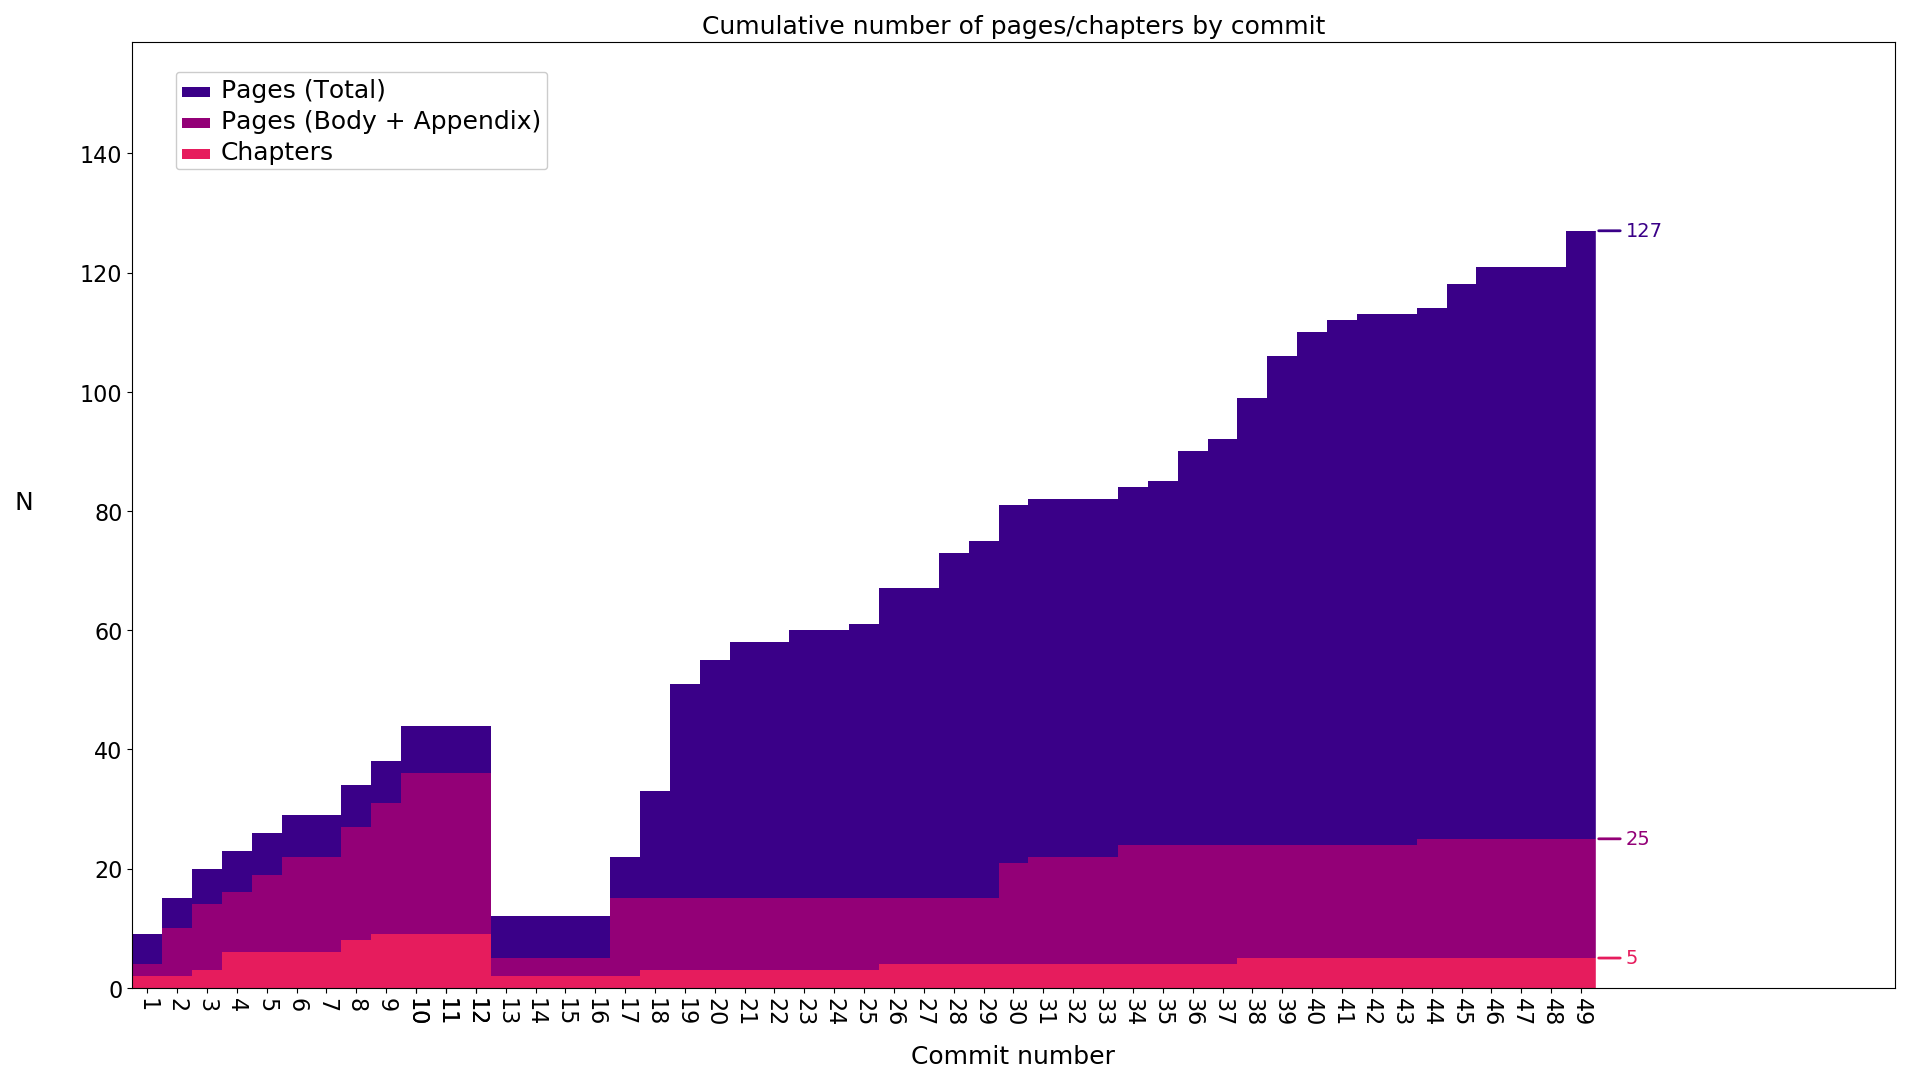 Cumulative number of pages/chapters by commit
Pages (Total)
Pages (Body + Appendix)
Chapters
140
120
100
80
60
40
20
0
N
127
25
5
1 2 3 4 5 6 7 8 9 10 11 12 13 14 15 16 17 18 19 20 21 22 23 24 25 26 27 28 29 30 31 32 33 34 35 36 37 38 39 40 41 42 43 44 45 46 47 48 49
Commit number